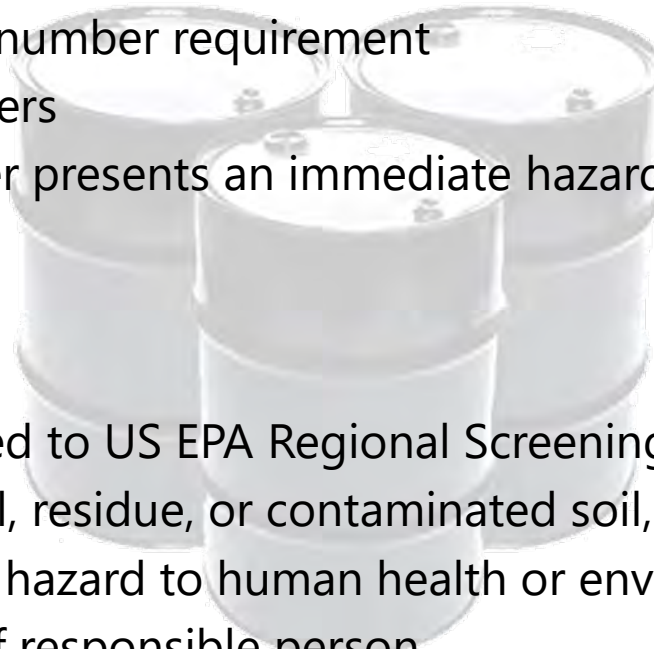 number requirement
ers
r presents an immediate hazard
ed to US EPA Regional Screening
, residue, or contaminated soil,
hazard to human health or env
f responsible person